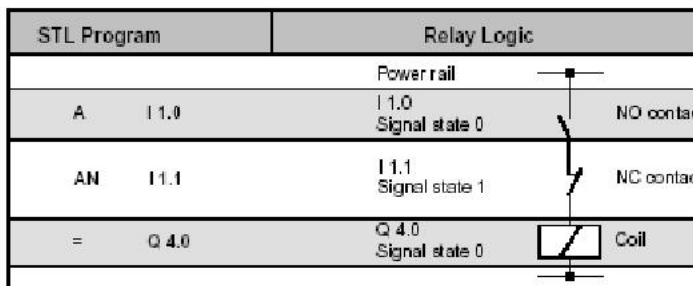 STL Program Relay Logic
Power rail
A I 1.0 I 1.0
Signal state 0 NO contac
AN I 1.1 I 1.1
Signal state 1 NC contac
= Q 4.0 Q 4.0
Signal state 0 Coil